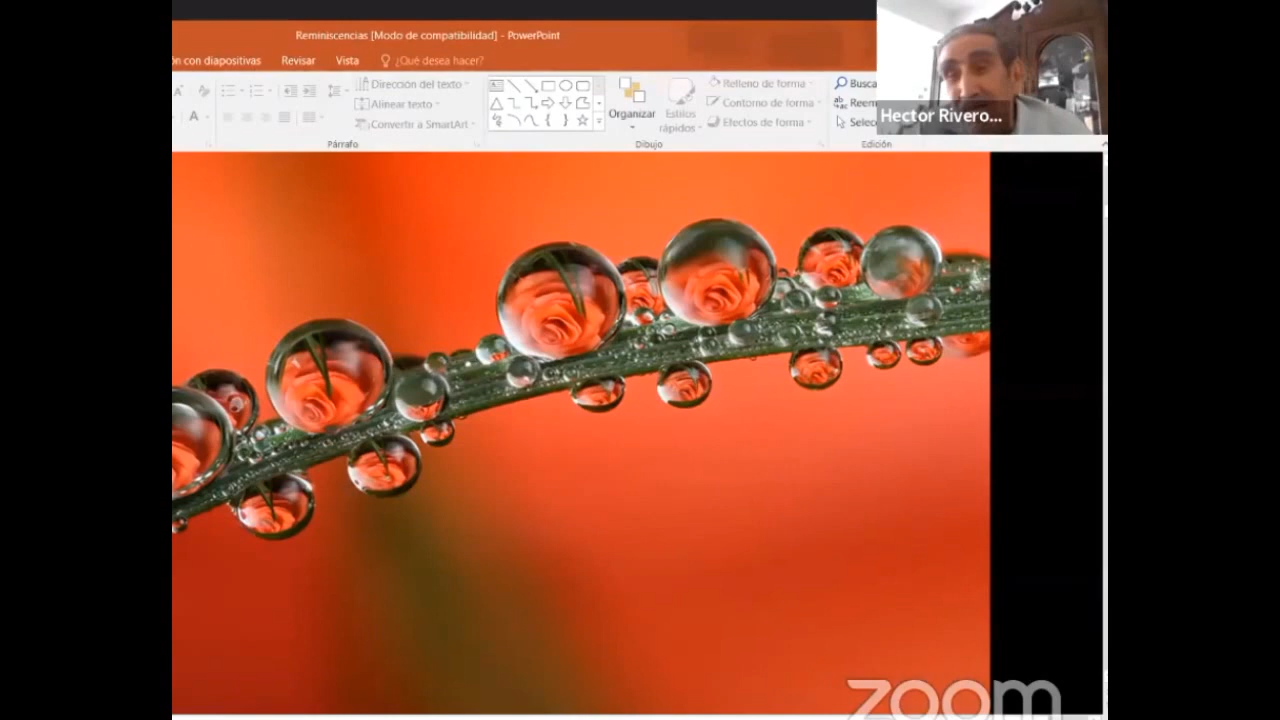 Reminiscencias [Modo de compatibilidad] - PowerPoint
ón con diapositivas
Revisar
Vista
¿Qué desea hacer?
Dirección del texto
Alinear texto
Convertir a SmartArt
Párrafo
Organizar
Estilos
rápidos
Relleno de forma
Contorno de forma
Efectos de forma
Dibujo
Busca
Reem
Selec
Edición
Hector Rivero...
zoom